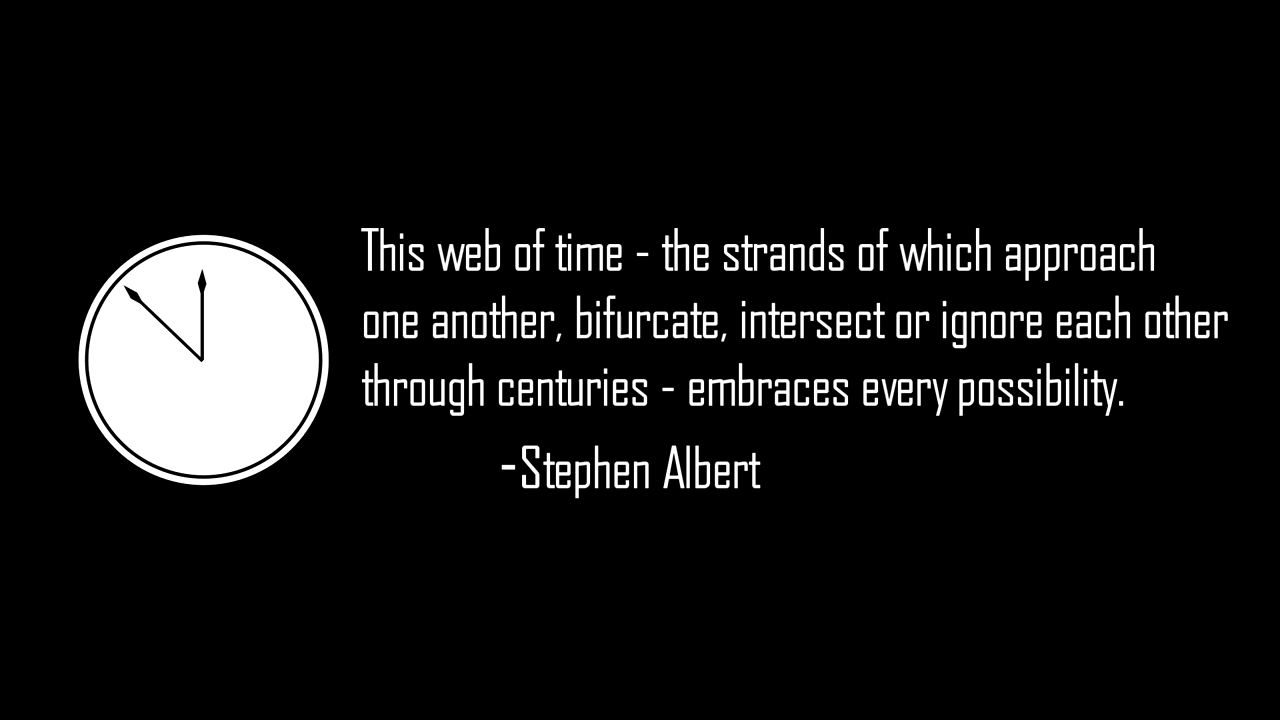 This web of time - the strands of which approach
one another, bifurcate, intersect or ignore each other
through centuries - embraces every possibility.
-Stephen Albert